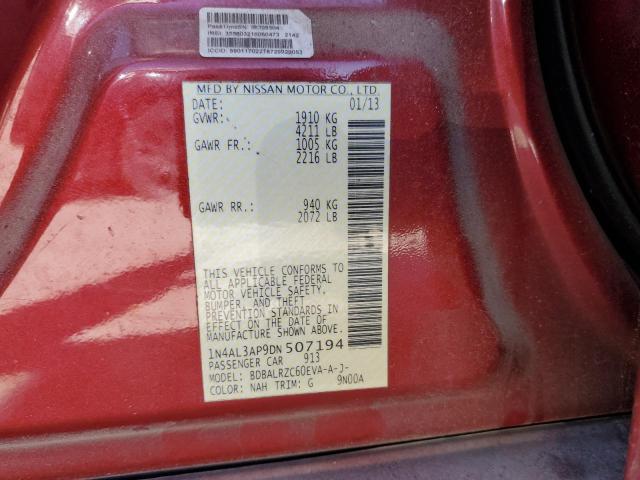 MFD BY NISSAN MOTOR CO., LTD.
DATE: 01/13
GVWR: 1910 KG
4211 LB
GAWR FR.: 1005 KG
2216 LB
GAWR RR.: 940 KG
2072 LB
THIS VEHICLE CONFORMS TO
ALL APPLICABLE FEDERAL
MOTOR VEHICLE SAFETY,
BUMPER, AND THEFT
PREVENTION STANDARDS IN
EFFECT ON THE DATE OF
MANUFACTURE SHOWN ABOVE.
1N4AL3AP9DN 507194
PASSENGER CAR 913
MODEL: BDBALRZC60EVA-A-J-
COLOR: NAH TRIM: G 9N00A